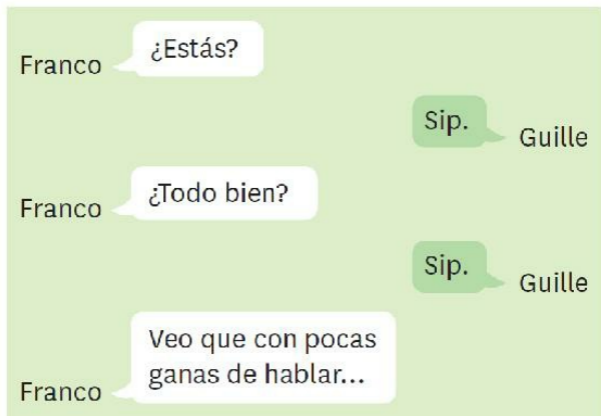 ¿Estás?
Franco
Sip.
Guille
¿Todo bien?
Franco
Sip.
Guille
Veo que con pocas
ganas de hablar...
Franco